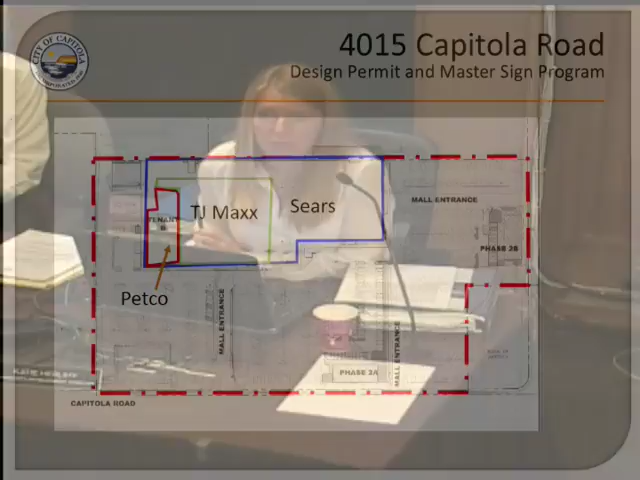 4015 Capitola Road
Design Permit and Master Sign Program
CITY OF CAPITOLA
TJ Maxx
Sears
MALL ENTRANCE
PHASE 2B
Petco
MALL ENTRANCE
MALL ENTRANCE
PHASE 2A
CAPITOLA ROAD